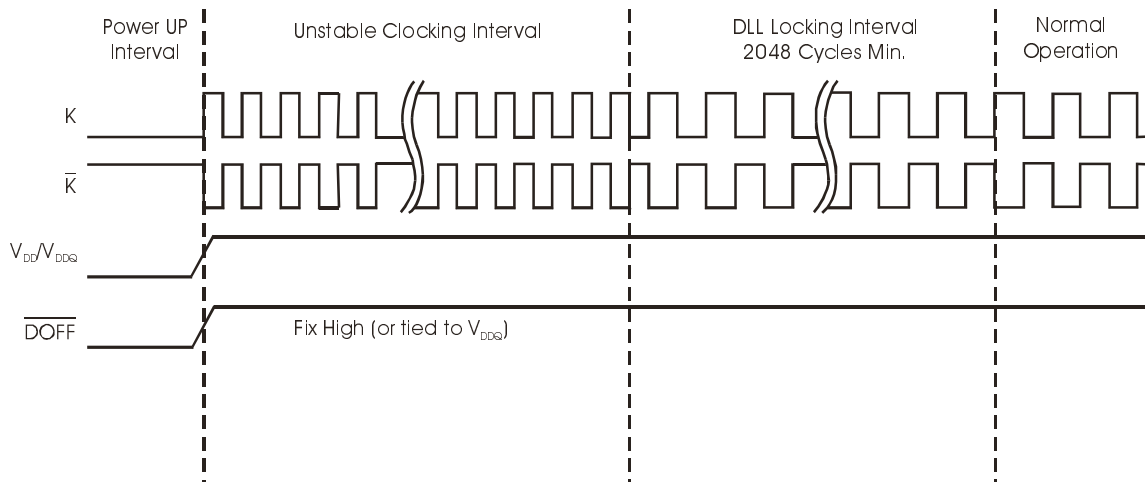 Power UP
Interval
Unstable Clocking Interval
DLL Locking Interval
2048 Cycles Min.
Normal
Operation
K
K̅
VDD/VDDQ
D̅O̅F̅F̅
Fix High (or tied to VDDQ)